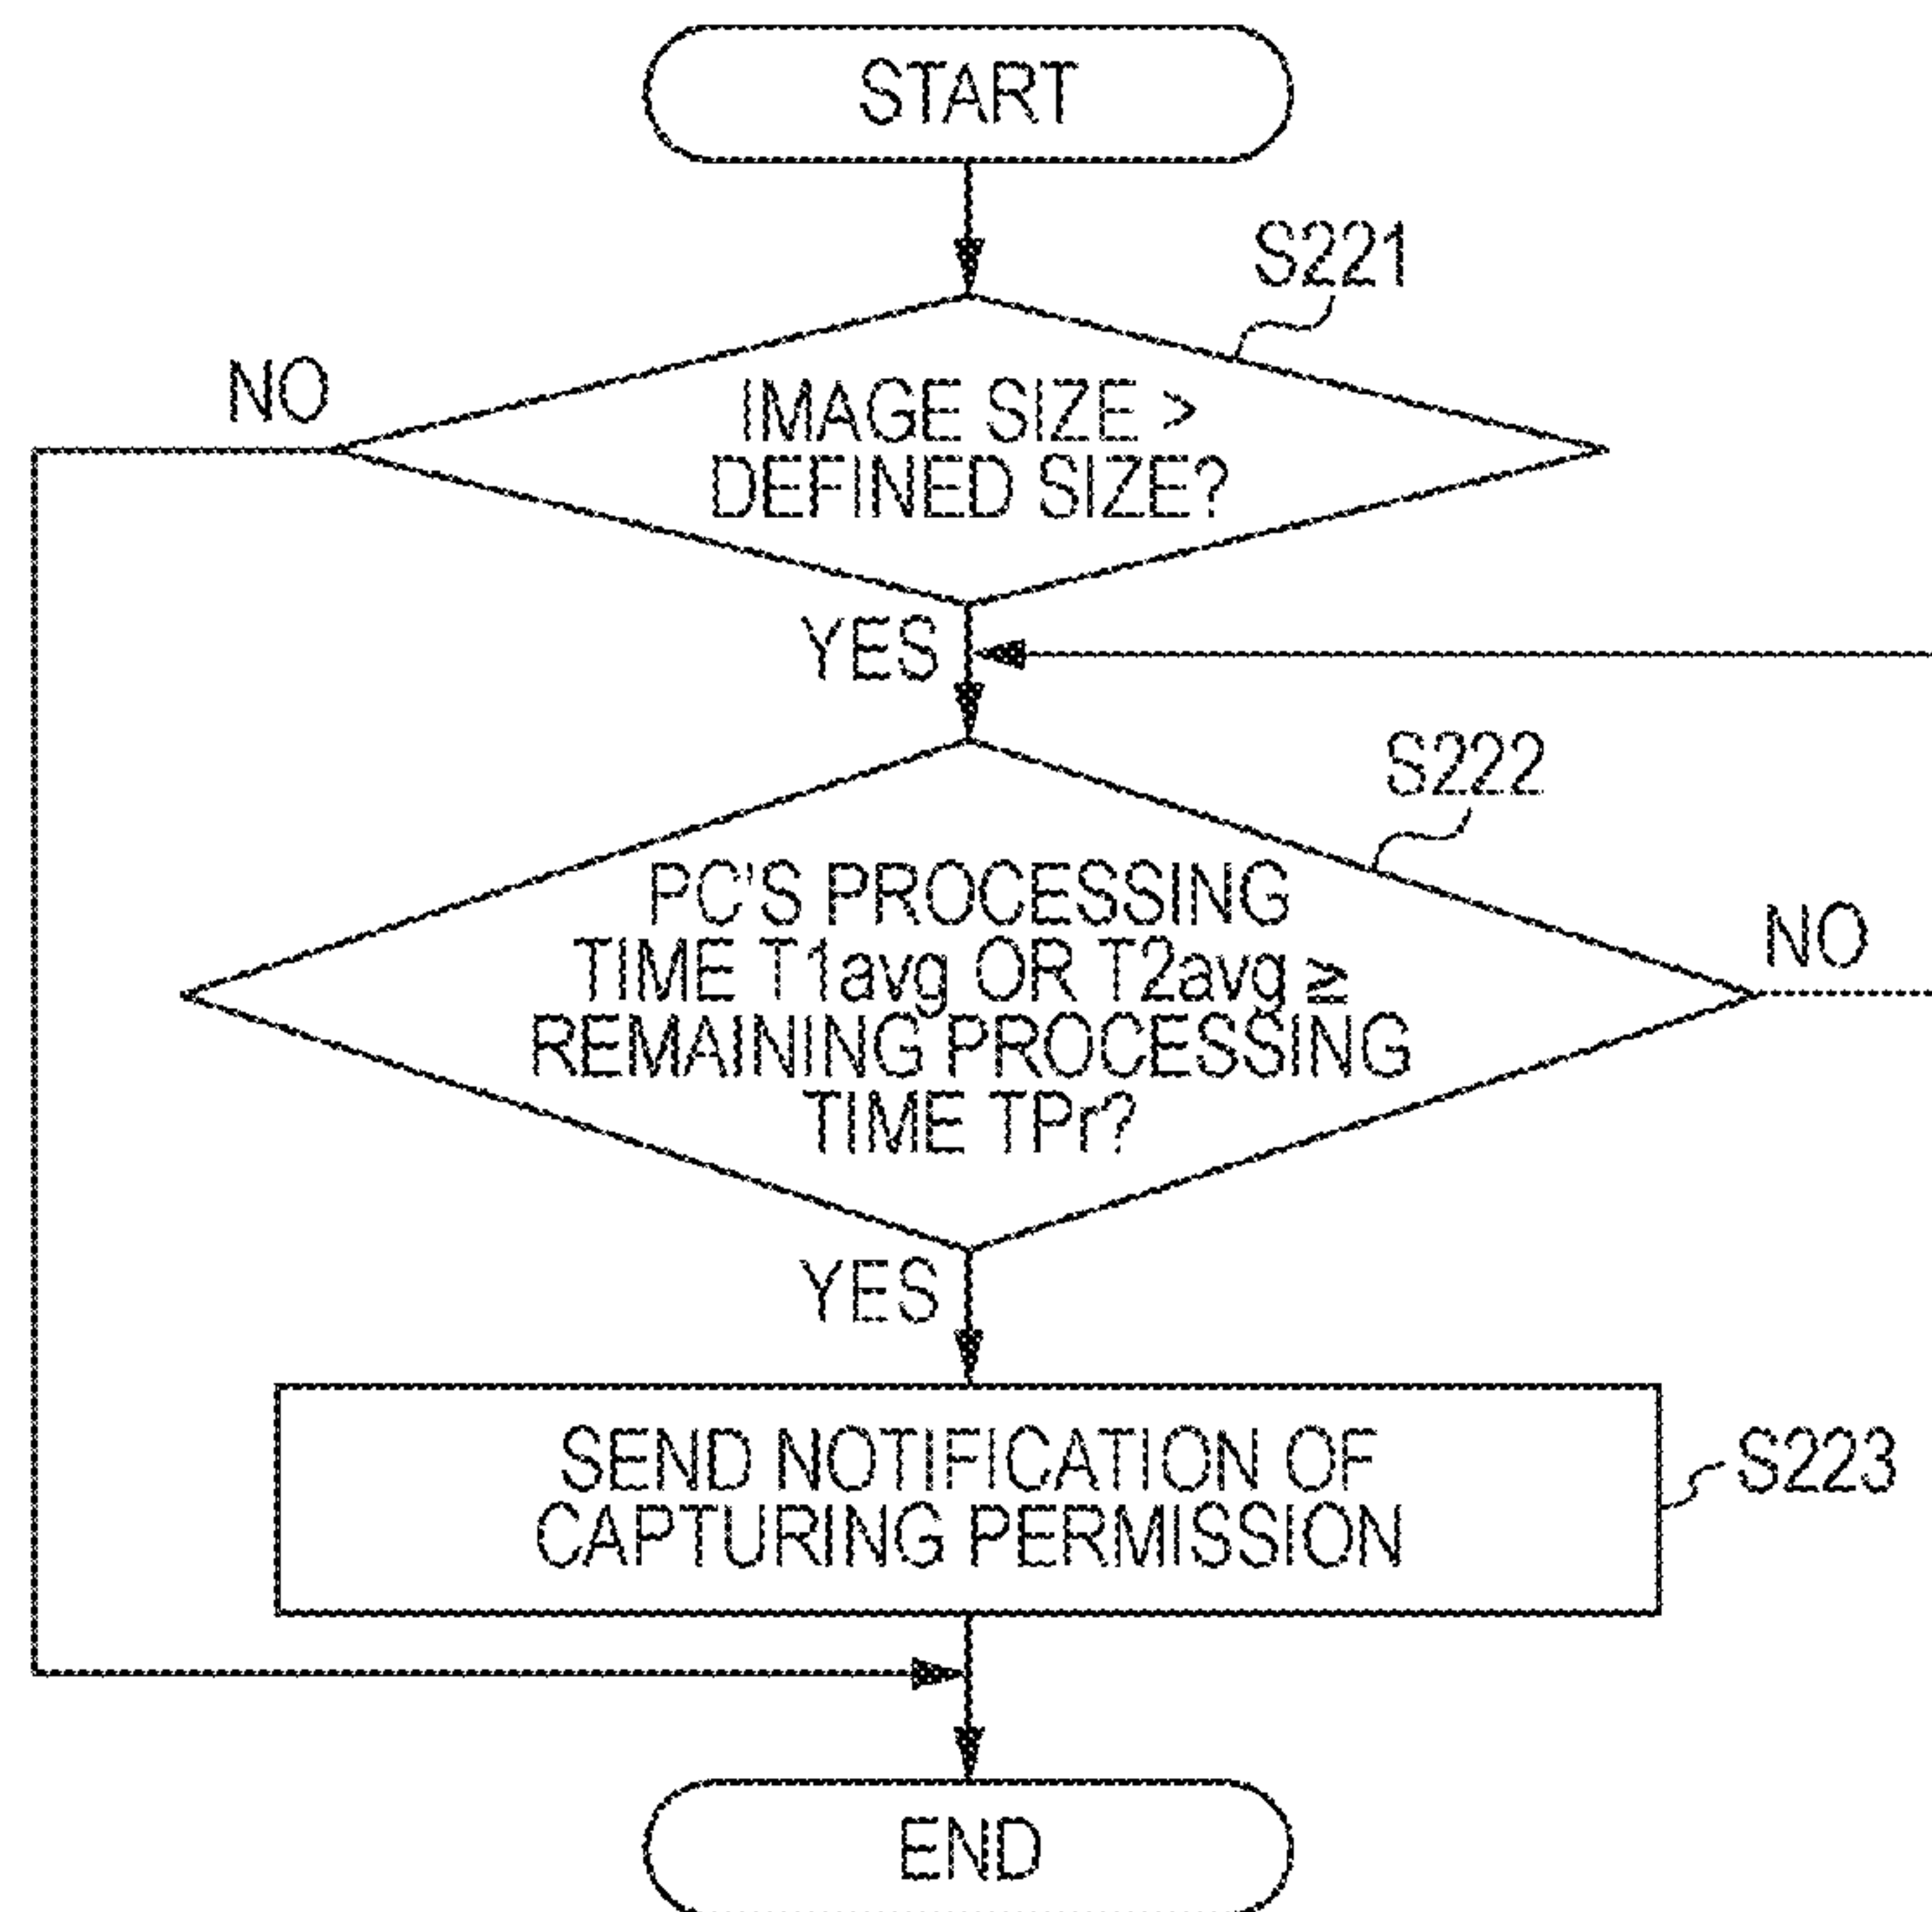 START
S221
NO
IMAGE SIZE >
DEFINED SIZE?
YES
S222
PC'S PROCESSING
TIME T1avg OR T2avg ≧
REMAINING PROCESSING
TIME TPr?
NO
YES
SEND NOTIFICATION OF
CAPTURING PERMISSION
S223
END